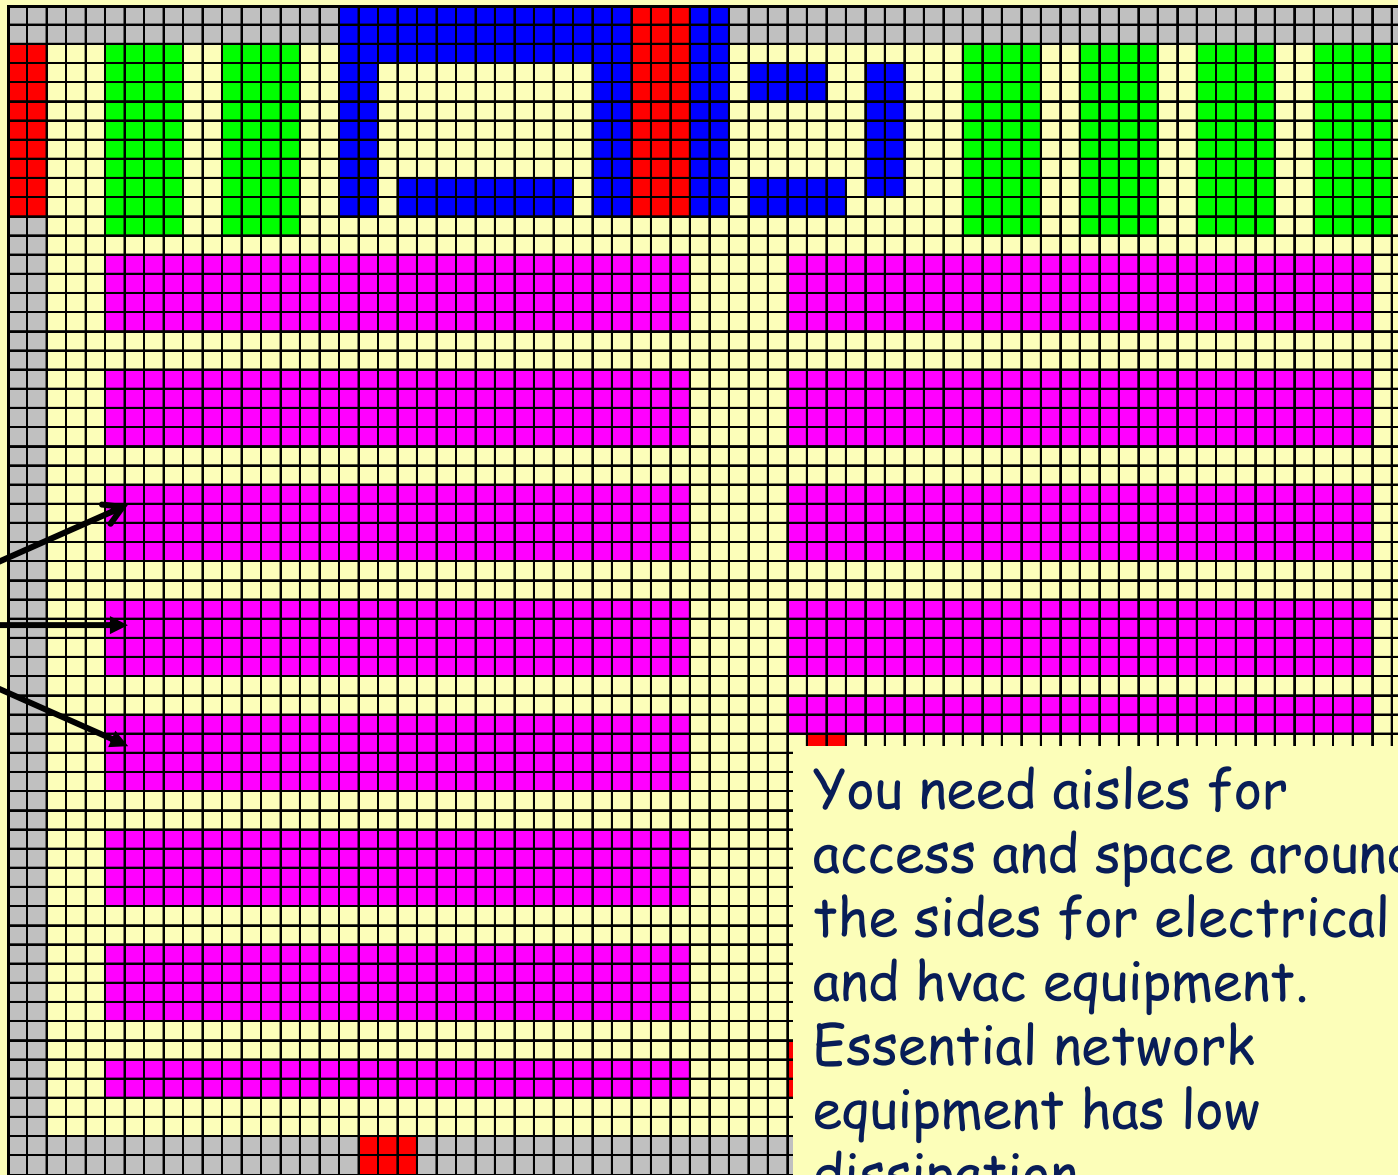 You need aisles for
access and space around
the sides for electrical
and hvac equipment.
Essential network
equipment has low
dissipation